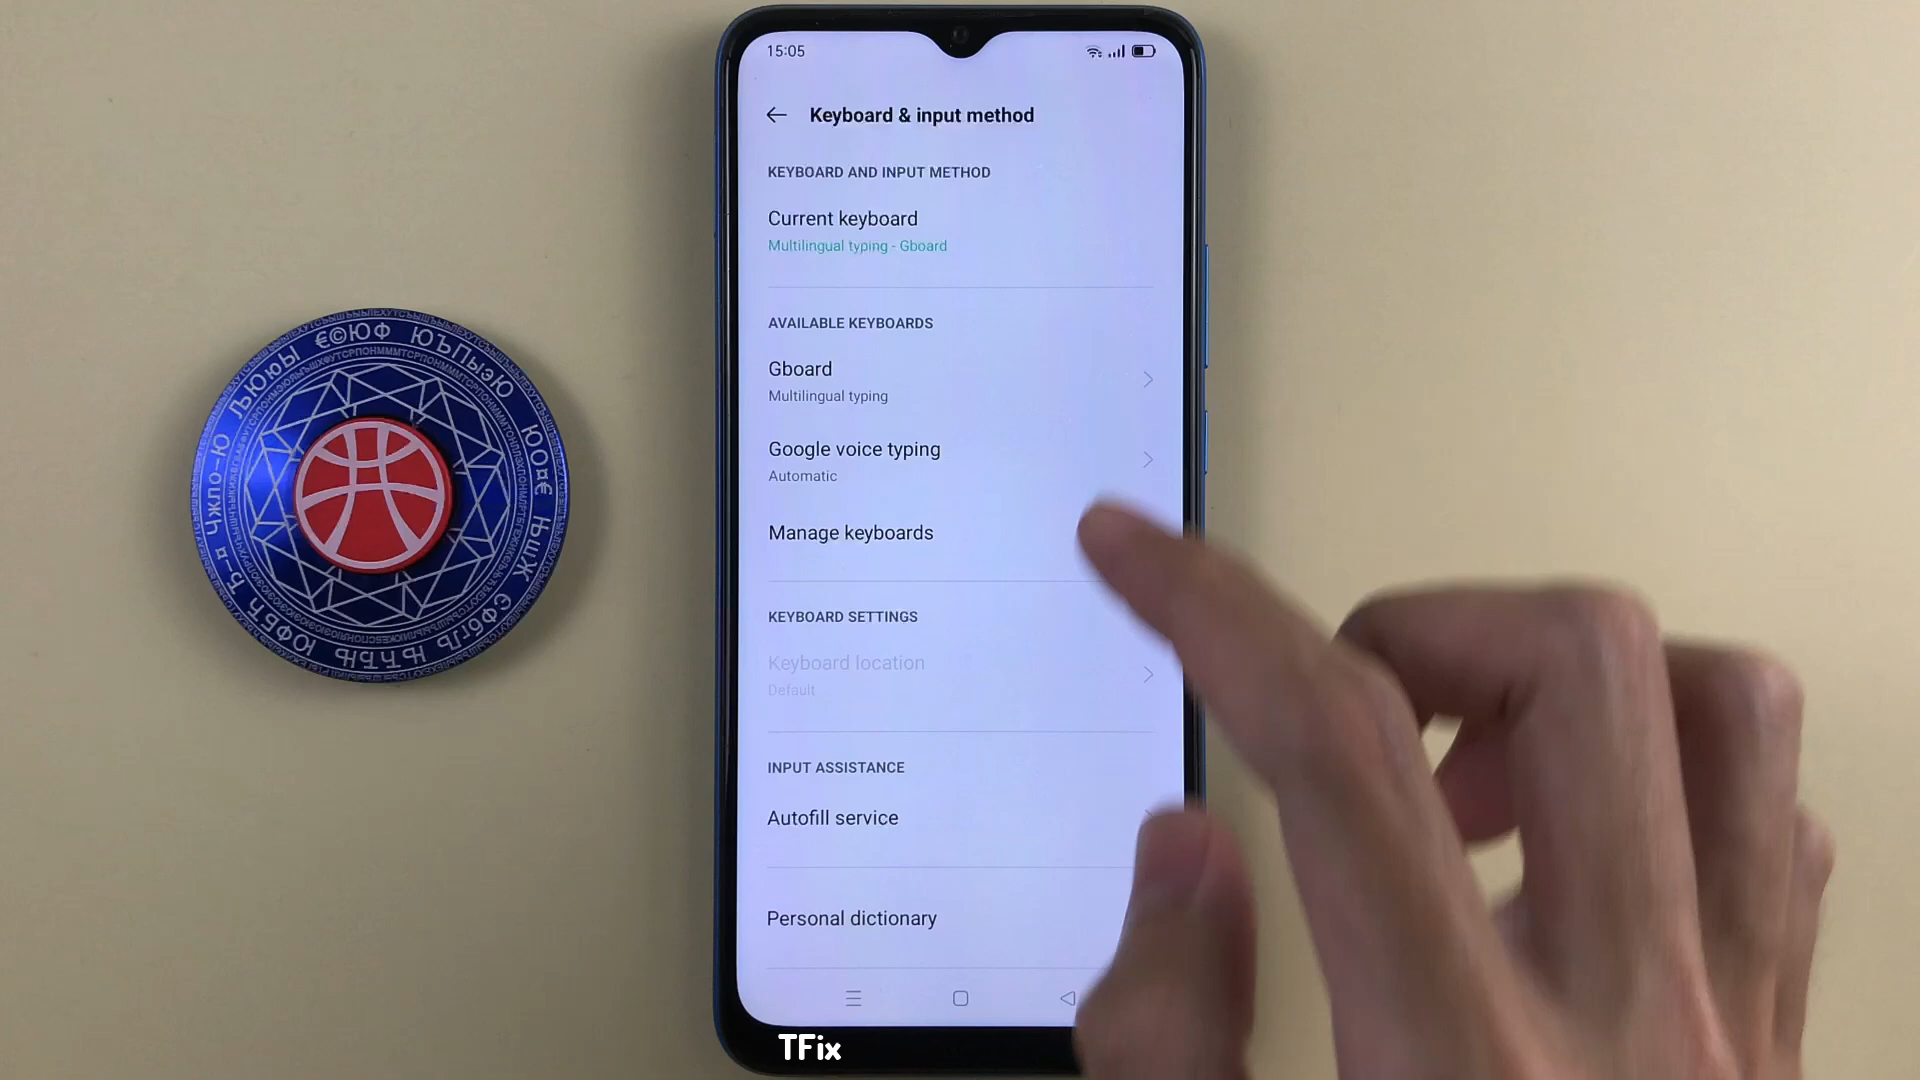 15:05
Keyboard & input method
KEYBOARD AND INPUT METHOD
Current keyboard
Multilingual typing - Gboard
AVAILABLE KEYBOARDS
Gboard
Multilingual typing
Google voice typing
Automatic
Manage keyboards
KEYBOARD SETTINGS
Keyboard location
Default
INPUT ASSISTANCE
Autofill service
Personal dictionary
TFix